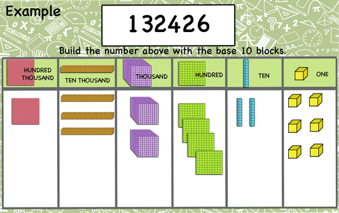 Example
132426
Build the number above with the base 10 blocks.
HUNDRED THOUSAND
TEN THOUSAND
THOUSAND
HUNDRED
TEN
ONE